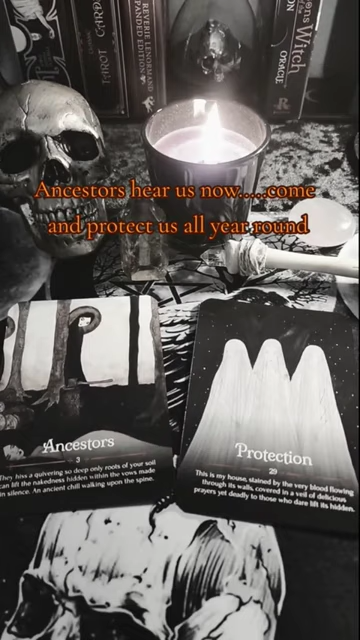 TAROT CARDS
REVERIE LENORMAND
EXPANDED EDITION
Witch
ORACLE
R
Ancestors hear us now.....come
and protect us all year round
Ancestors
3
They hiss a quivering so deep only roots of your soil
can lift the nakedness hidden within the vows made
in silence. An ancient chill walking upon the spine.
Protection
29
This is my house, stained by the very blood flowing
through its walls, covered in a veil of delicious
prayers yet deadly to those who dare lift its hidden.